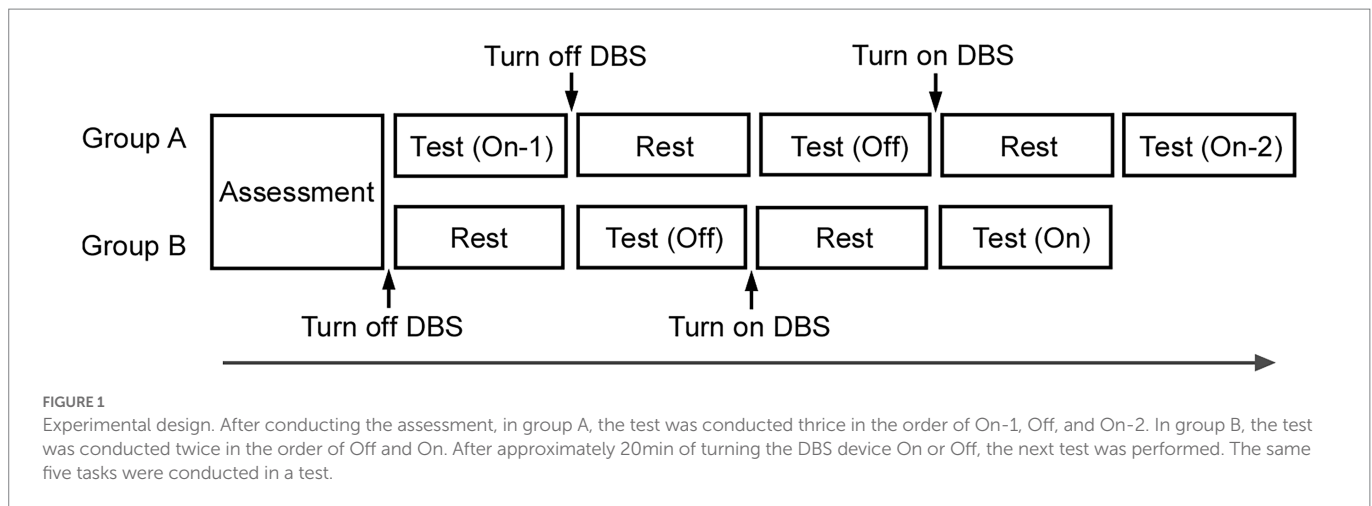 Turn off DBS Turn on DBS
Group A Test (On-1) Rest Test (Off) Rest Test (On-2)
Assessment
Group B Rest Test (Off) Rest Test (On)
Turn off DBS Turn on DBS
FIGURE 1
Experimental design. After conducting the assessment, in group A, the test was conducted thrice in the order of On-1, Off, and On-2. In group B, the test
was conducted twice in the order of Off and On. After approximately 20min of turning the DBS device On or Off, the next test was performed. The same
five tasks were conducted in a test.